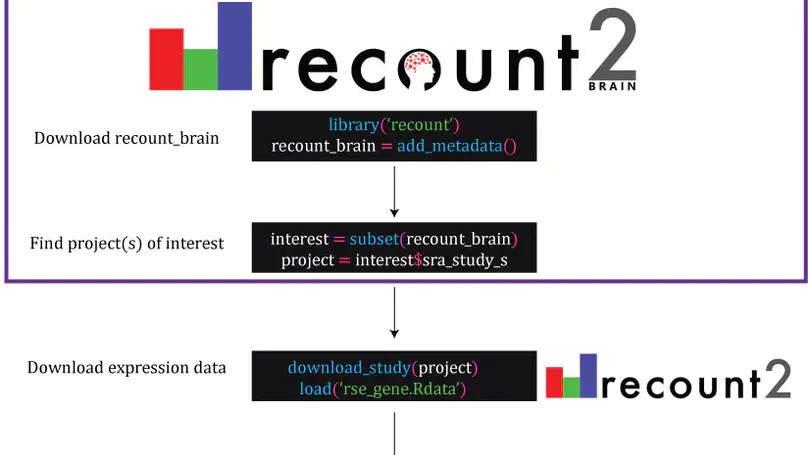 recount2
BRAIN
Download recount_brain
library(‘recount’)
recount_brain = add_metadata()
Find project(s) of interest
interest = subset(recount_brain)
project = interest$sra_study_s
Download expression data
download_study(project)
load(‘rse_gene.Rdata’)
recount2